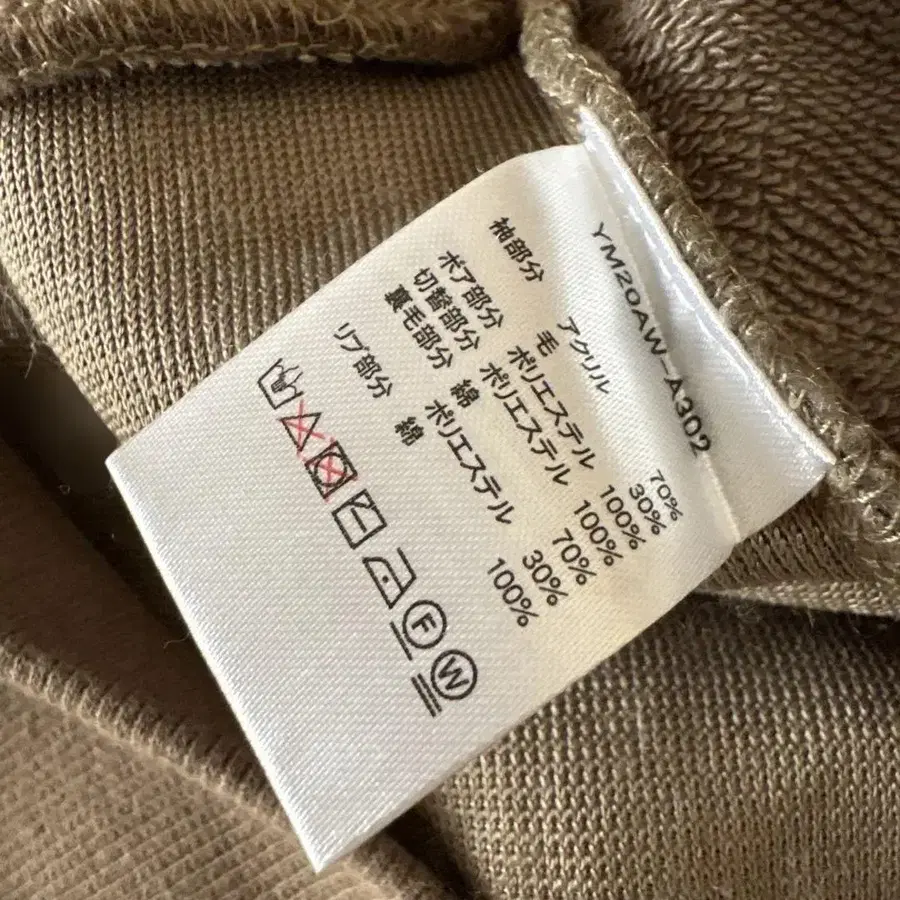 YM20AW-A302
袖部分 アクリル 70%
毛 30%
ボア部分 ポリエステル 100%
切替部分 ポリエステル 100%
裏毛部分 綿 70%
ポリエステル 30%
リブ部分 綿 100%
F W